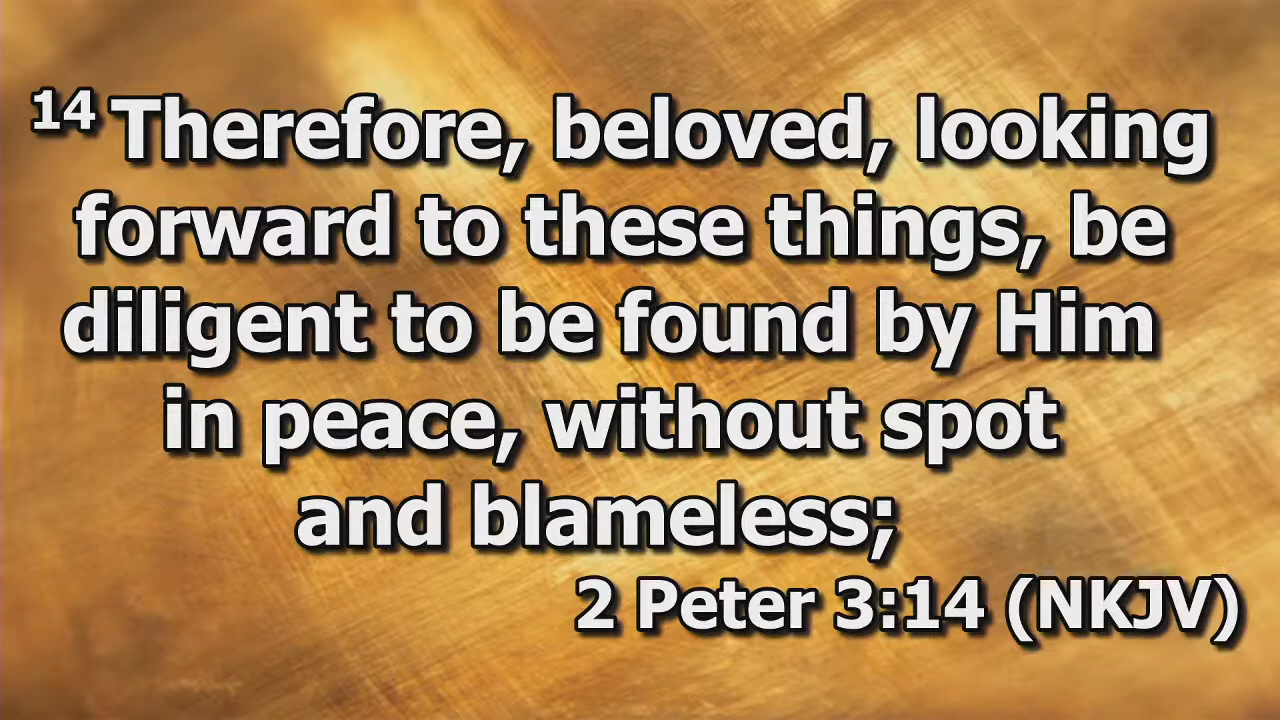 14 Therefore, beloved, looking
forward to these things, be
diligent to be found by Him
in peace, without spot
and blameless;
2 Peter 3:14 (NKJV)